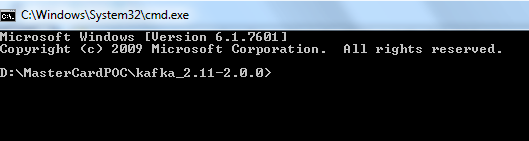 C:\Windows\System32\cmd.exe
Microsoft Windows [Version 6.1.7601]
Copyright (c) 2009 Microsoft Corporation.  All rights reserved.
D:\MasterCardPOC\kafka_2.11-2.0.0>